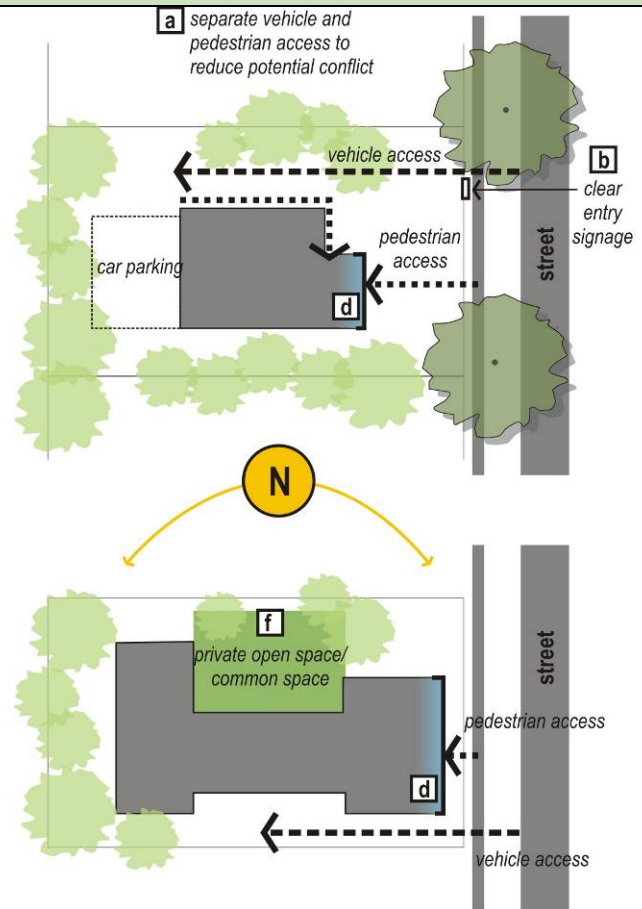 a separate vehicle and
pedestrian access to
reduce potential conflict
vehicle access
b
clear
entry
signage
pedestrian
access
car parking
d
street
N
f
private open space/
common space
street
pedestrian access
d
vehicle access